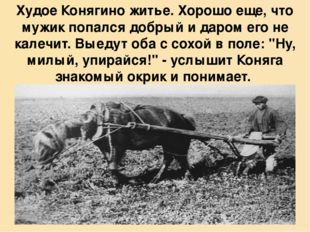 Худое Конягино житье. Хорошо еще, что
мужик попался добрый и даром его не
калечит. Выедут оба с сохой в поле: "Ну,
милый, упирайся!" - услышит Коняга
знакомый окрик и понимает.